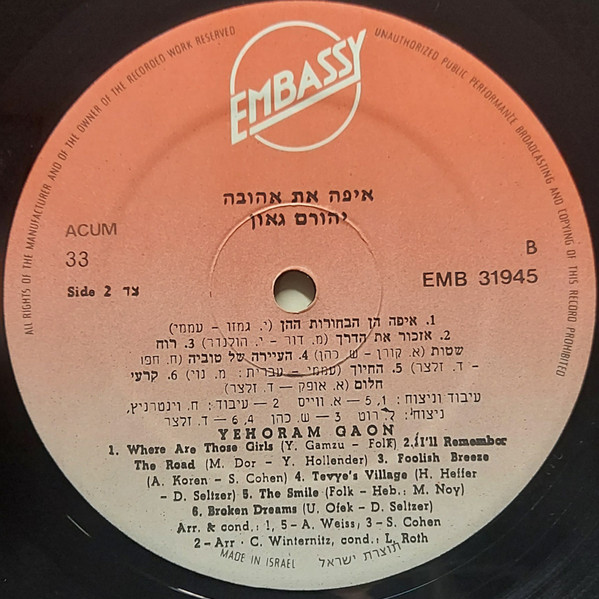 ALL RIGHTS OF THE MANUFACTURER AND OF THE OWNER OF THE RECORDED WORK RESERVED
UNAUTHORIZED PUBLIC PERFORMANCE BROADCASTING AND COPYING OF THIS RECORD PROHIBITED
EMBASSY
איפה את אהובה
יהורם גאון
ACUM
33
Side 2 צד
B
EMB 31945
1. איפה הן הבחורות ההן (י. גמזו - עממי)
2. אזכור את הדרך (מ. דור - י. הולנדר) 3. רוח
שטות (א. קורן - ש. כהן) 4. העיירה של טוביה (ח. חפר
- ד. זלצר) 5. החיוך (עממי - עברית: מ. נוי) 6. קרעי
חלום (א. אופק - ד. זלצר)
עיבוד וניצוח: 1, 5 - א. ווייס 2 - עיבוד: ח. וינטרניץ,
ניצוח: ל. רוט 3 - ש. כהן 4, 6 - ד. זלצר
YEHORAM GAON
1. Where Are Those Girls (Y. Gamzu - Folk) 2. I'll Remember
The Road (M. Dor - Y. Hollender) 3. Foolish Breeze
(A. Koren - S. Cohen) 4. Tevye's Village (H. Heffer
- D. Seltzer) 5. The Smile (Folk - Heb.: M. Noy)
6. Broken Dreams (U. Ofek - D. Seltzer)
Arr. & cond.: 1, 5 - A. Weiss, 3 - S. Cohen
2 - Arr. C. Winternitz, cond.: L. Roth
MADE IN ISRAEL תוצרת ישראל